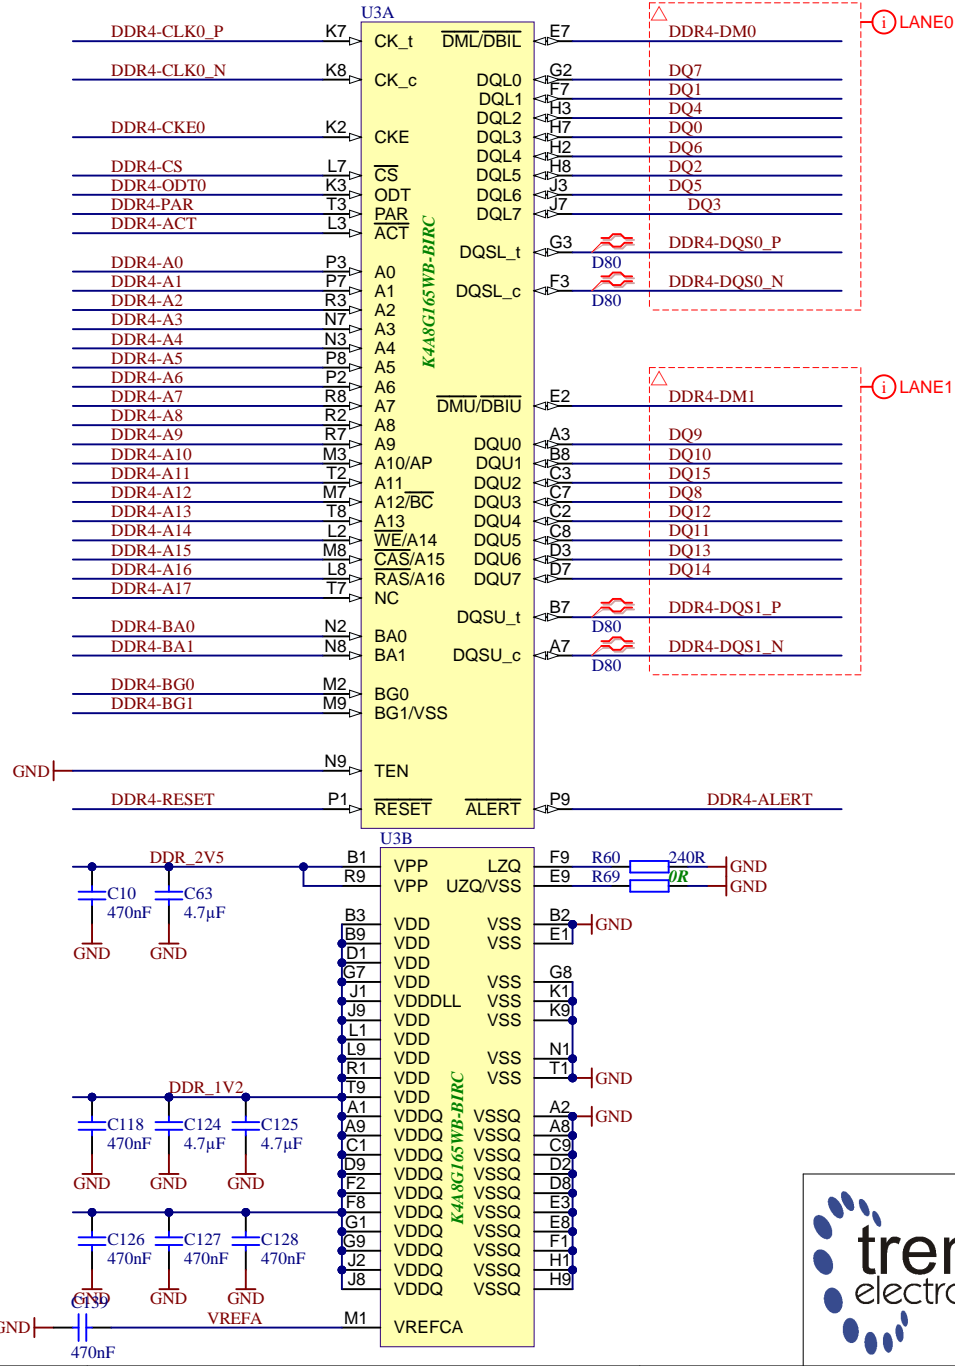 U3A
DDR4-CLK0_P K7 CK_t DML/DBIL E7 DDR4-DM0
LANE0
DDR4-CLK0_N K8 CK_c DQL0 G2 DQ7
DQL1 F7 DQ1
DQL2 H3 DQ4
DDR4-CKE0 K2 CKE DQL3 H7 DQ0
DQL4 H2 DQ6
DDR4-CS L7 CS DQL5 H8 DQ2
DDR4-ODT0 K3 ODT DQL6 J3 DQ5
DDR4-PAR T3 PAR DQL7 J7 DQ3
DDR4-ACT L3 ACT
K4A8G165WB-BIRC
DQSL_t G3 D80 DDR4-DQS0_P
DDR4-A0 P3 A0
DDR4-A1 P7 A1 DQSL_c F3 D80 DDR4-DQS0_N
DDR4-A2 R3 A2
DDR4-A3 N7 A3
DDR4-A4 N3 A4
DDR4-A5 P8 A5
DDR4-A6 P2 A6
LANE1
DDR4-A7 R8 A7 DMU/DBIU E2 DDR4-DM1
DDR4-A8 R2 A8
DDR4-A9 R7 A9 DQU0 A3 DQ9
DDR4-A10 M3 A10/AP DQU1 B8 DQ10
DDR4-A11 T2 A11 DQU2 C3 DQ15
DDR4-A12 M7 A12/BC DQU3 C7 DQ8
DDR4-A13 T8 A13 DQU4 C2 DQ12
DDR4-A14 L2 WE/A14 DQU5 C8 DQ11
DDR4-A15 M8 CAS/A15 DQU6 D3 DQ13
DDR4-A16 L8 RAS/A16 DQU7 D7 DQ14
DDR4-A17 T7 NC
DQSU_t B7 D80 DDR4-DQS1_P
DDR4-BA0 N2 BA0
DDR4-BA1 N8 BA1 DQSU_c A7 D80 DDR4-DQS1_N
DDR4-BG0 M2 BG0
DDR4-BG1 M9 BG1/VSS
GND N9 TEN
DDR4-RESET P1 RESET ALERT P9 DDR4-ALERT
U3B
DDR_2V5 B1 VPP LZQ F9 R60 240R GND
R9 VPP UZQ/VSS E9 R69 0R GND
C10 C63
470nF 4.7µF
GND GND
B3 VDD VSS B2 GND
B9 VDD VSS E1
D1 VDD
G7 VDD VSS G8
J1 VDDDLL VSS K1
J9 VDD VSS K9
L1 VDD
L9 VDD VSS N1
R1 VDD VSS T1 GND
DDR_1V2 T9 VDD
K4A8G165WB-BIRC
A1 VDDQ VSSQ A2 GND
C118 C124 C125
470nF 4.7µF 4.7µF
GND GND GND
A9 VDDQ VSSQ A8
C1 VDDQ VSSQ C9
D9 VDDQ VSSQ D2
F2 VDDQ VSSQ D8
F8 VDDQ VSSQ E3
G1 VDDQ VSSQ E8
G9 VDDQ VSSQ F1
J2 VDDQ VSSQ H1
J8 VDDQ VSSQ H9
C126 C127 C128
470nF 470nF 470nF
GND GND GND
C139
GND VREFA M1 VREFCA
470nF
tren
electro